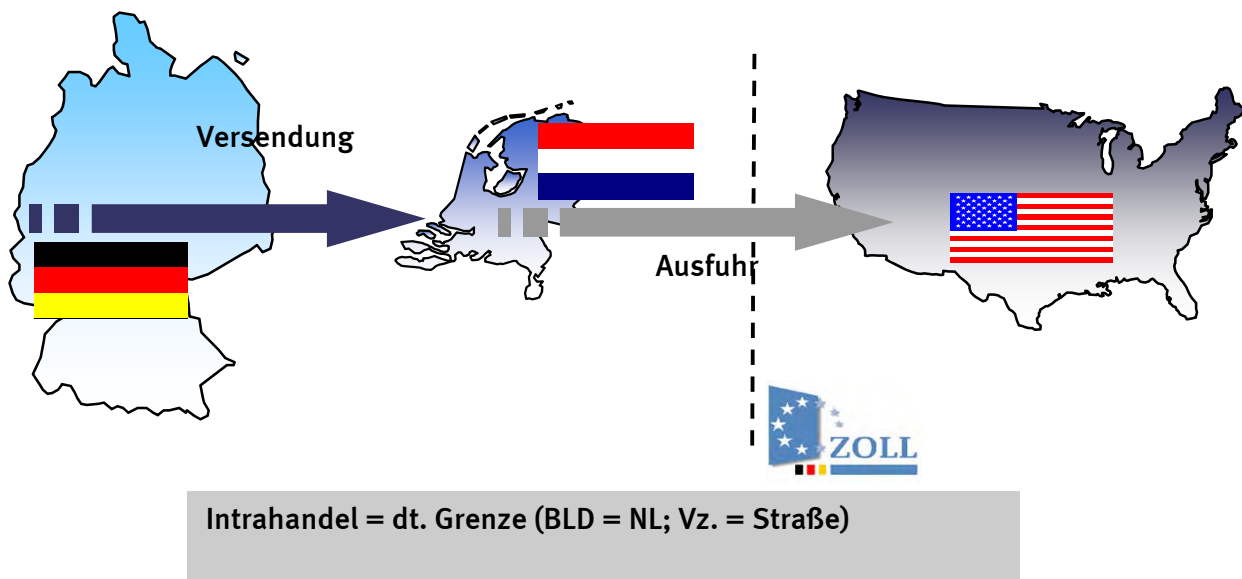 Versendung
Ausfuhr
ZOLL
Intrahandel = dt. Grenze (BLD = NL; Vz. = Straße)